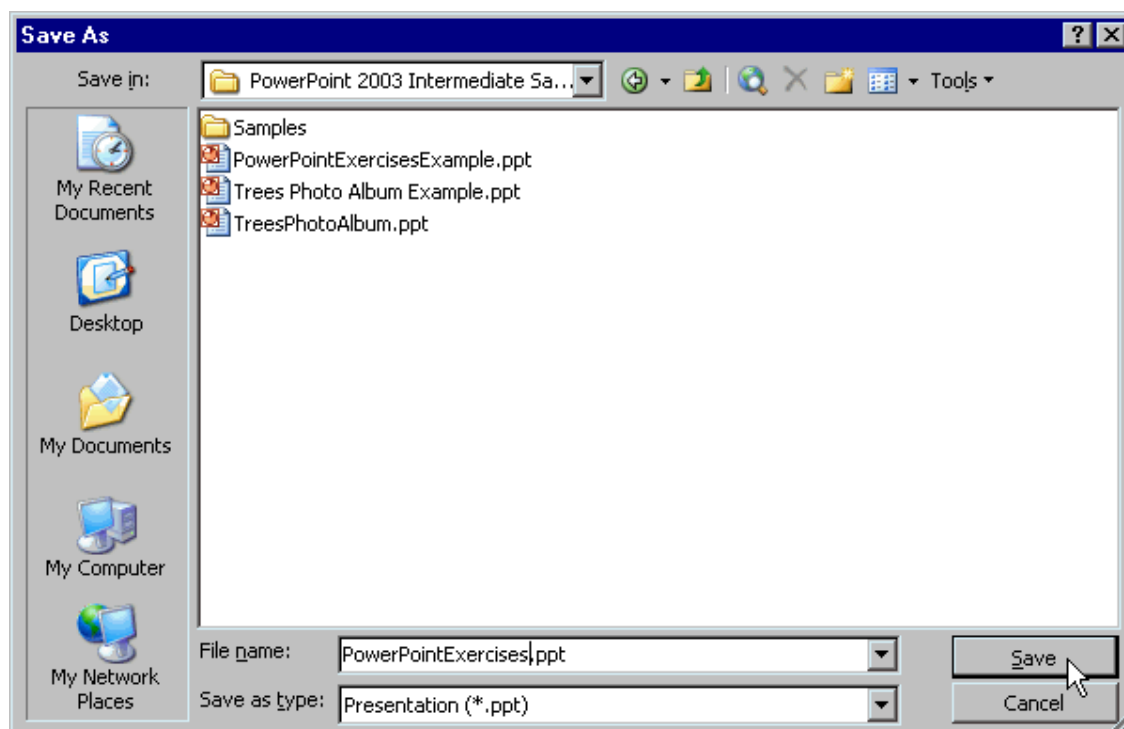 Save As
Save in:
PowerPoint 2003 Intermediate Sa...
Tools
My Recent
Documents
Desktop
My Documents
My Computer
My Network
Places
Samples
PowerPointExercisesExample.ppt
Trees Photo Album Example.ppt
TreesPhotoAlbum.ppt
File name:
PowerPointExercises.ppt
Save
Save as type:
Presentation (*.ppt)
Cancel